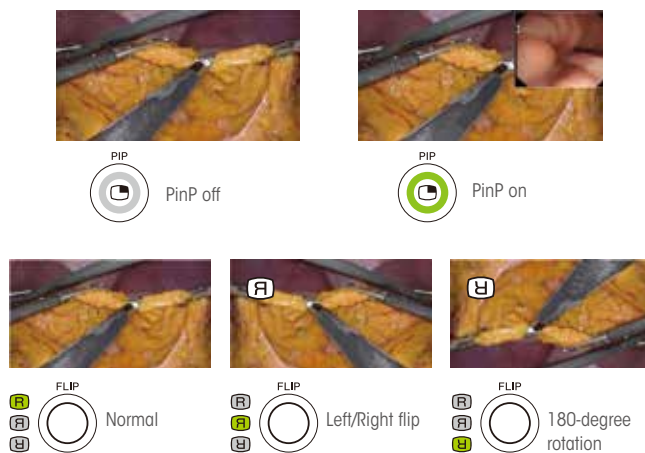 PIP
PinP off
PIP
PinP on
FLIP
R
Я
Normal
FLIP
R
Я
Left/Right flip
FLIP
R
Я
180-degree
rotation